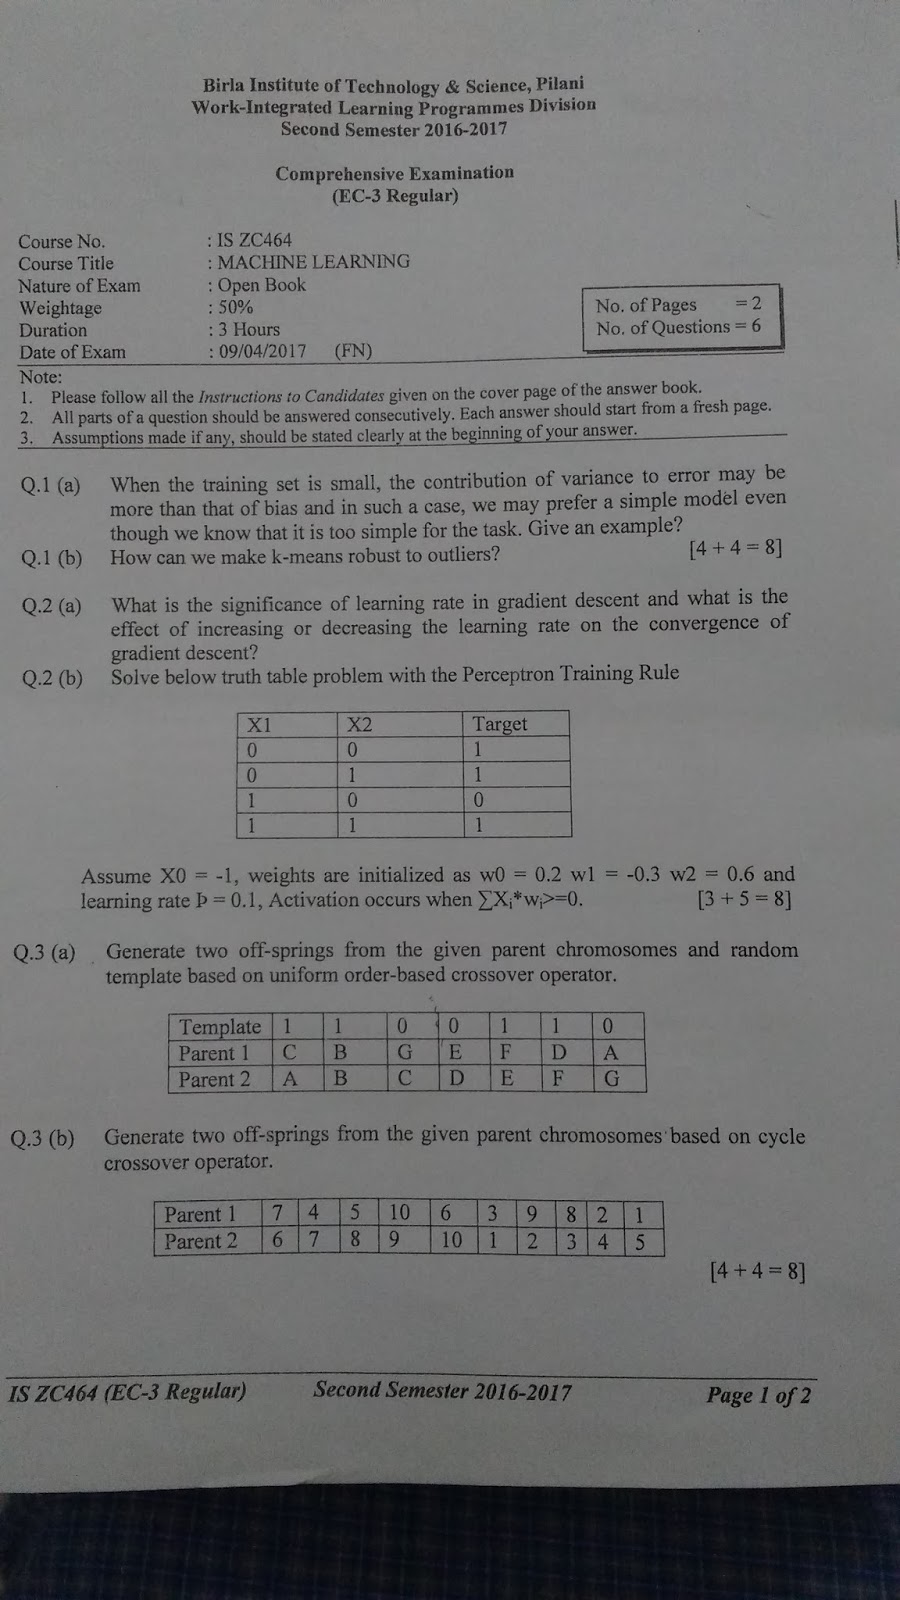 Birla Institute of Technology & Science, Pilani
Work-Integrated Learning Programmes Division
Second Semester 2016-2017
Comprehensive Examination
(EC-3 Regular)
Course No. : IS ZC464
Course Title : MACHINE LEARNING
Nature of Exam : Open Book
Weightage : 50%
Duration : 3 Hours
Date of Exam : 09/04/2017 (FN)
No. of Pages = 2
No. of Questions = 6
Note:
1. Please follow all the Instructions to Candidates given on the cover page of the answer book.
2. All parts of a question should be answered consecutively. Each answer should start from a fresh page.
3. Assumptions made if any, should be stated clearly at the beginning of your answer.
Q.1 (a) When the training set is small, the contribution of variance to error may be
more than that of bias and in such a case, we may prefer a simple model even
though we know that it is too simple for the task. Give an example?
Q.1 (b) How can we make k-means robust to outliers? [4 + 4 = 8]
Q.2 (a) What is the significance of learning rate in gradient descent and what is the
effect of increasing or decreasing the learning rate on the convergence of
gradient descent?
Q.2 (b) Solve below truth table problem with the Perceptron Training Rule
X1 X2 Target
0 0 1
0 1 1
1 0 0
1 1 1
Assume X0 = -1, weights are initialized as w0 = 0.2 w1 = -0.3 w2 = 0.6 and
learning rate Þ = 0.1, Activation occurs when ∑Xi*wi>=0. [3 + 5 = 8]
Q.3 (a) Generate two off-springs from the given parent chromosomes and random
template based on uniform order-based crossover operator.
Template 1 1 0 0 1 1 0
Parent 1 C B G E F D A
Parent 2 A B C D E F G
Q.3 (b) Generate two off-springs from the given parent chromosomes based on cycle
crossover operator.
Parent 1 7 4 5 10 6 3 9 8 2 1
Parent 2 6 7 8 9 10 1 2 3 4 5
[4 + 4 = 8]
IS ZC464 (EC-3 Regular) Second Semester 2016-2017 Page 1 of 2